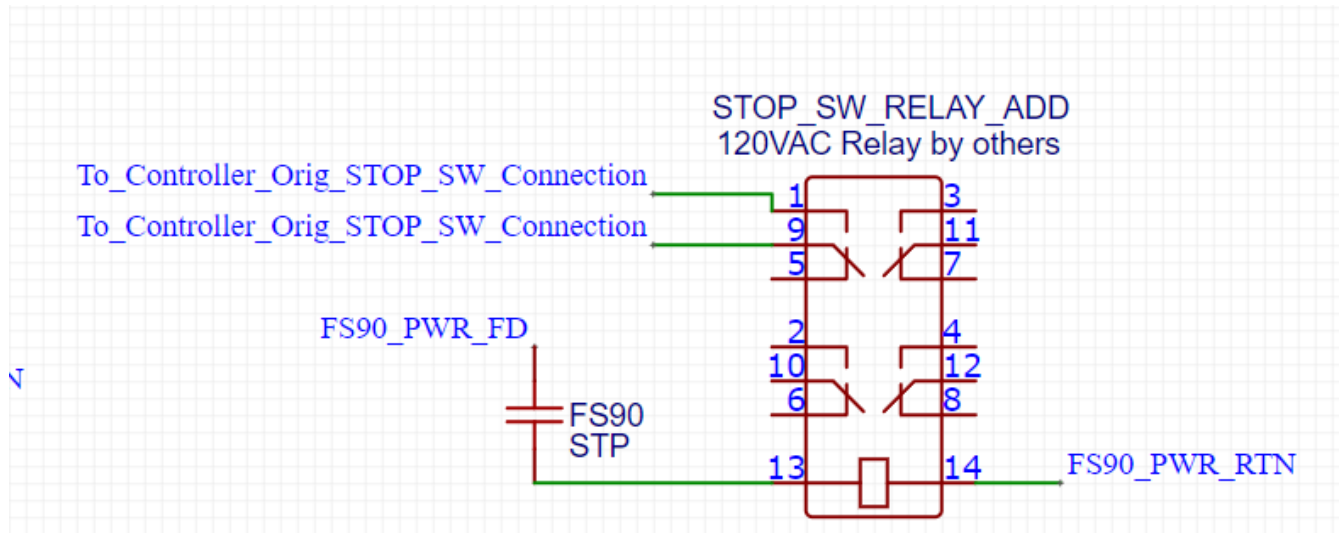 STOP_SW_RELAY_ADD
120VAC Relay by others
To_Controller_Orig_STOP_SW_Connection
To_Controller_Orig_STOP_SW_Connection
1 3
9 11
5 7
FS90_PWR_FD
2 4
10 12
6 8
N
FS90
STP
13 14
FS90_PWR_RTN